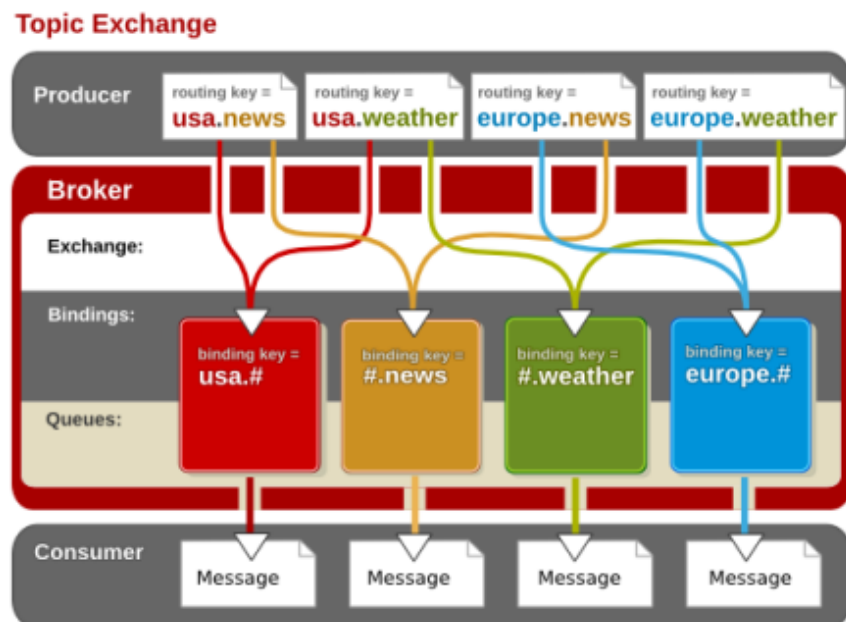 Topic Exchange
Producer
routing key =
usa.news
routing key =
usa.weather
routing key =
europe.news
routing key =
europe.weather
Broker
Exchange:
Bindings:
binding key =
usa.#
binding key =
#.news
binding key =
#.weather
binding key =
europe.#
Queues:
Consumer
Message
Message
Message
Message